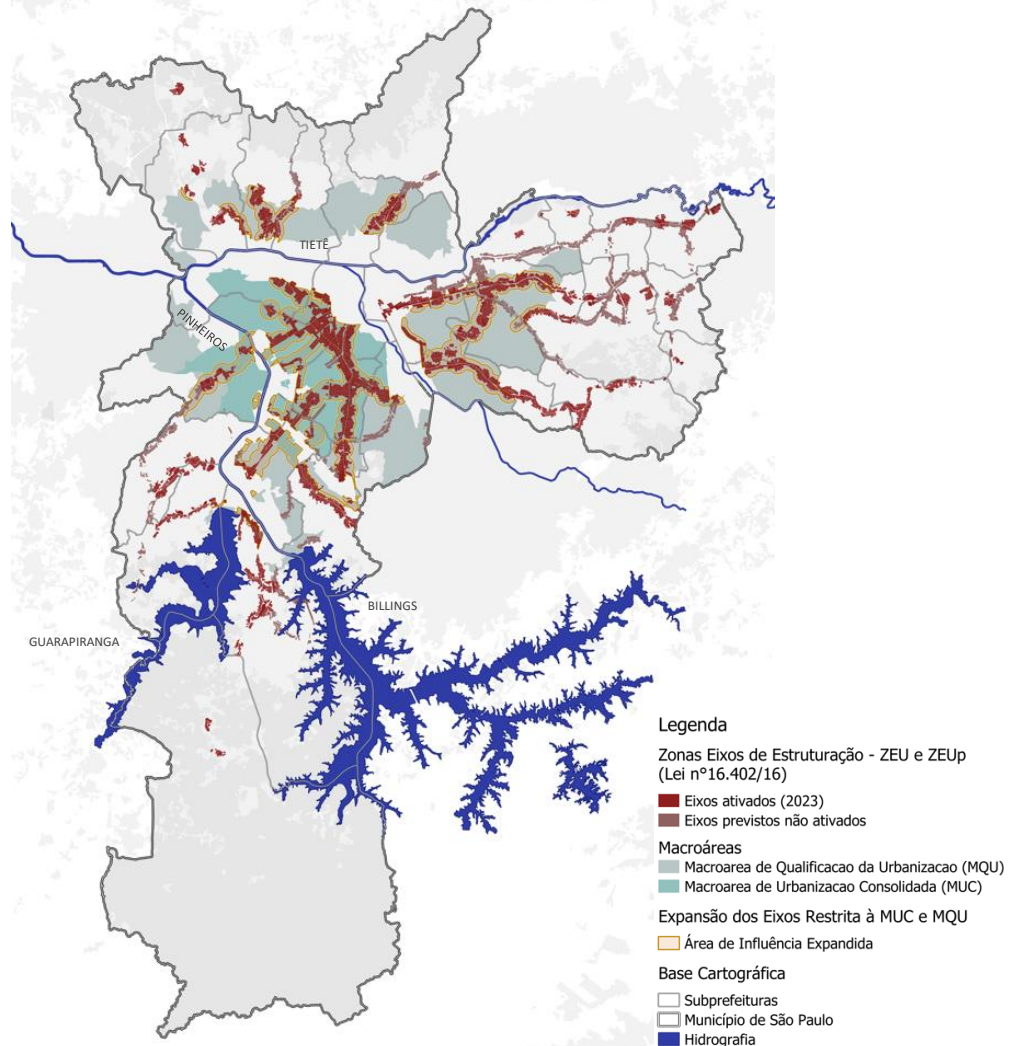 TIETÊ
PINHEIROS
BILLINGS
GUARAPIRANGA
Legenda
Zonas Eixos de Estruturação - ZEU e ZEUp
(Lei n°16.402/16)
Eixos ativados (2023)
Eixos previstos não ativados
Macroáreas
Macroarea de Qualificacao da Urbanizacao (MQU)
Macroarea de Urbanizacao Consolidada (MUC)
Expansão dos Eixos Restrita à MUC e MQU
Área de Influência Expandida
Base Cartográfica
Subprefeituras
Município de São Paulo
Hidrografia